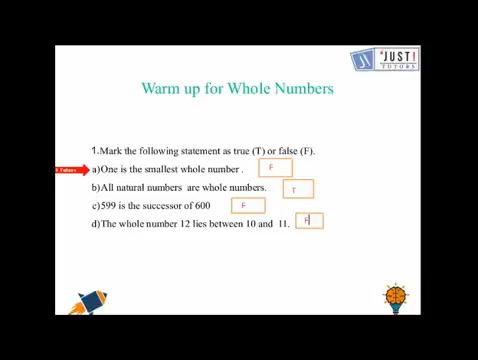 JUST!
TUTORS
Warm up for Whole Numbers
1.Mark the following statement as true (T) or false (F).
a)One is the smallest whole number . F
b)All natural numbers are whole numbers. T
c)599 is the successor of 600 F
d)The whole number 12 lies between 10 and 11. F